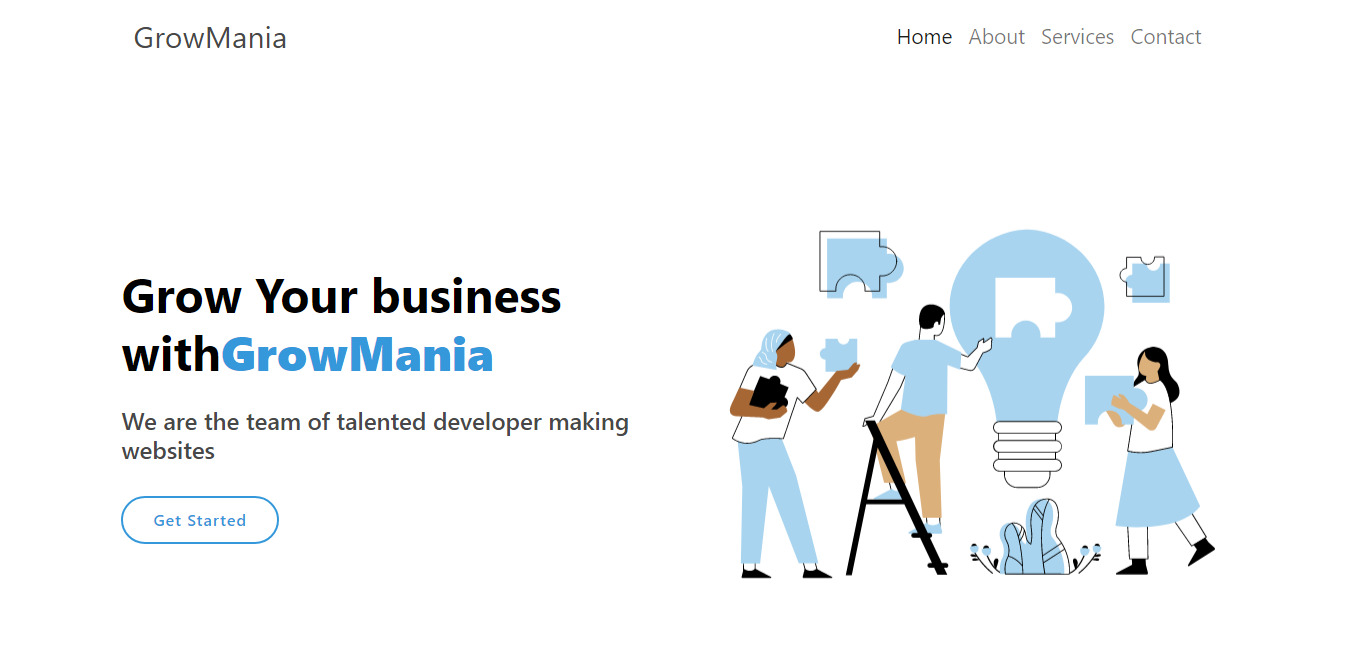 GrowMania
Home About Services Contact
Grow Your business
withGrowMania
We are the team of talented developer making
websites
Get Started